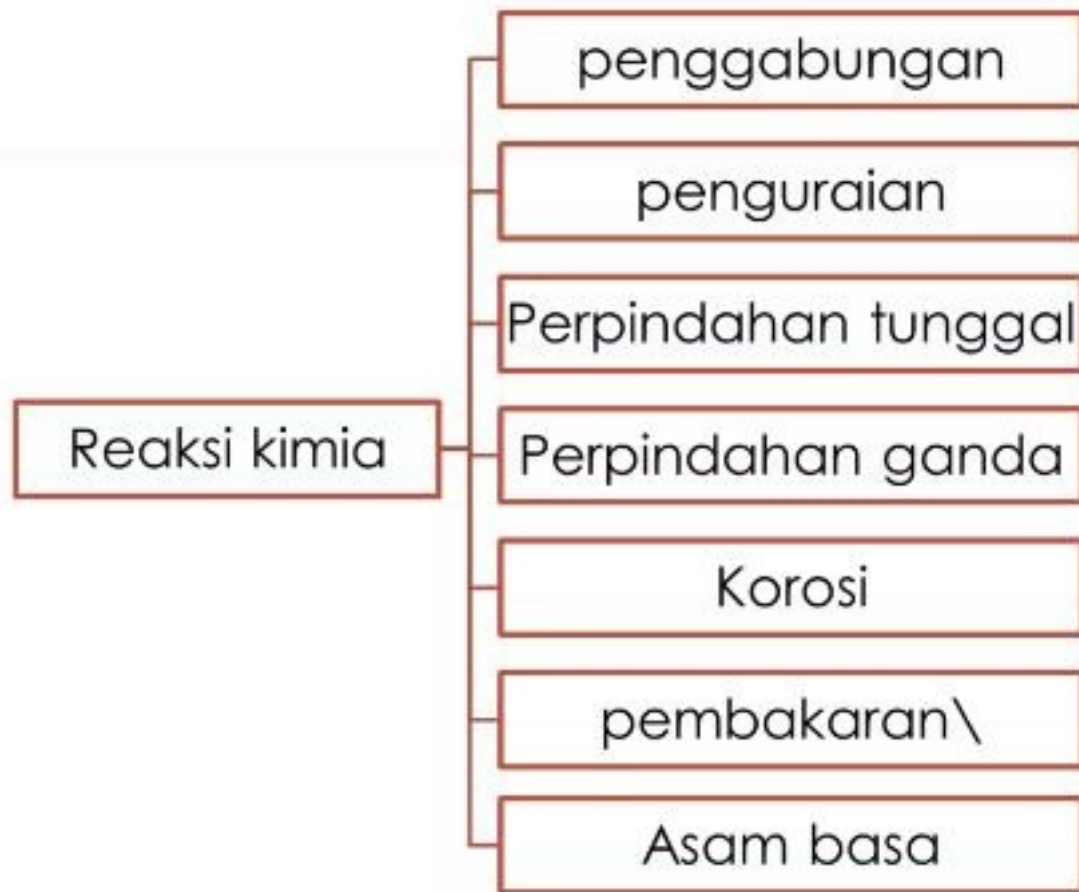 penggabungan
penguraian
Perpindahan tunggal
Reaksi kimia
Perpindahan ganda
Korosi
pembakaran\
Asam basa